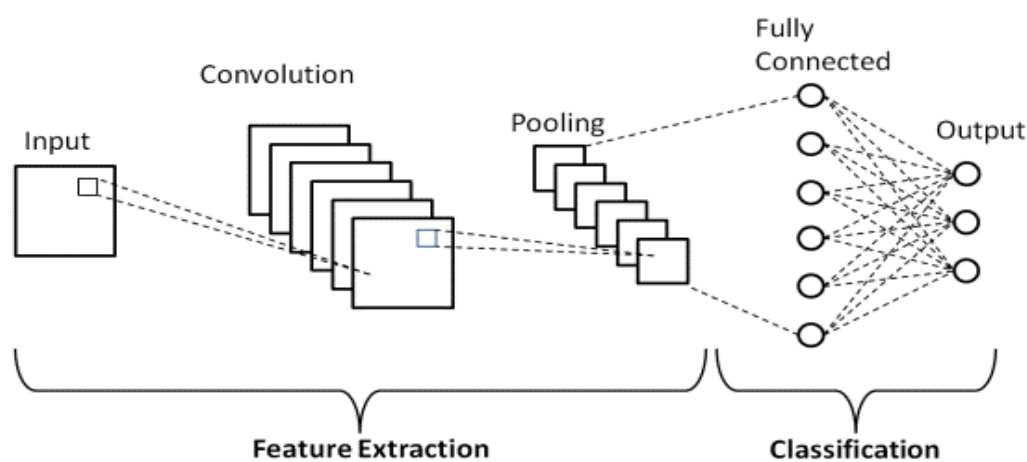 Input
Convolution
Pooling
Fully
Connected
Output
Feature Extraction
Classification